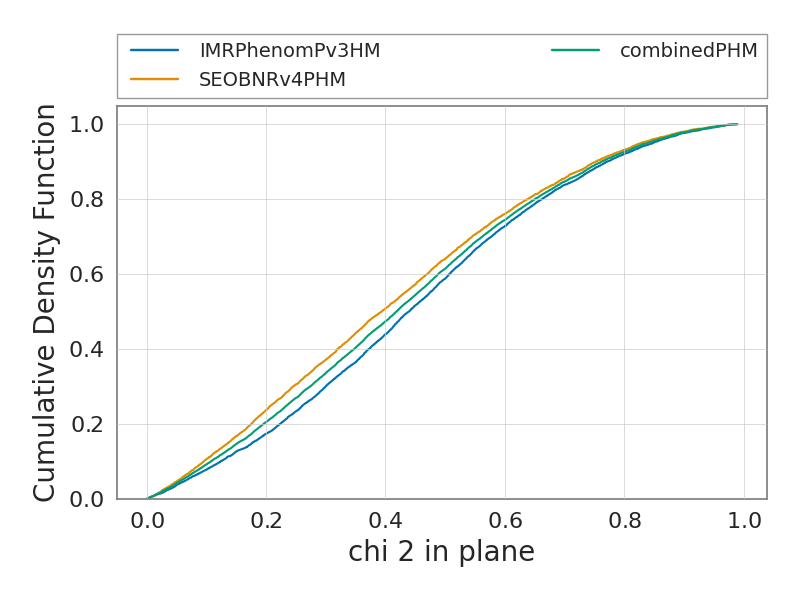 IMRPhenomPv3HM
SEOBNRv4PHM
combinedPHM
Cumulative Density Function
1.0
0.8
0.6
0.4
0.2
0.0
0.0 0.2 0.4 0.6 0.8 1.0
chi 2 in plane